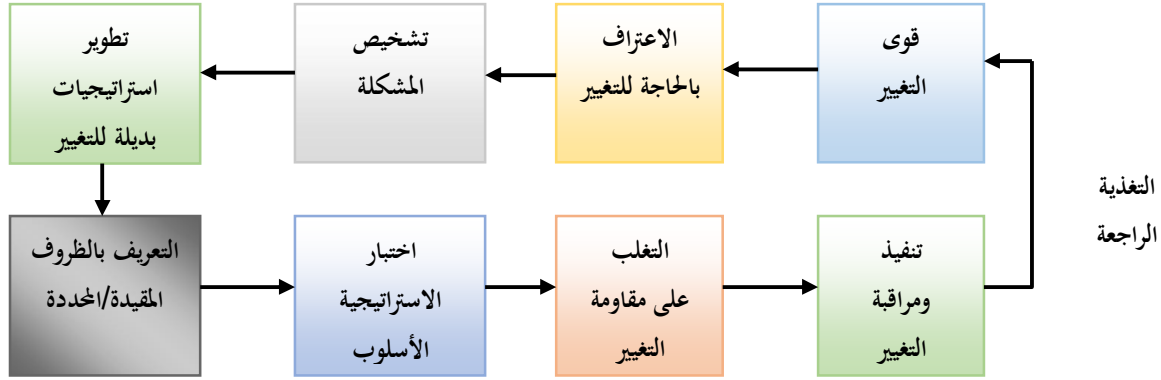 قوى
التغيير
الاعتراف
بالحاجة للتغيير
تشخيص
المشكلة
تطوير
استراتيجيات
بديلة للتغيير
التعريف بالظروف
المقيدة/المحددة
اختبار
الاستراتيجية
الأسلوب
التغلب
على مقاومة
التغيير
تنفيذ
ومراقبة
التغيير
التغذية
الراجعة